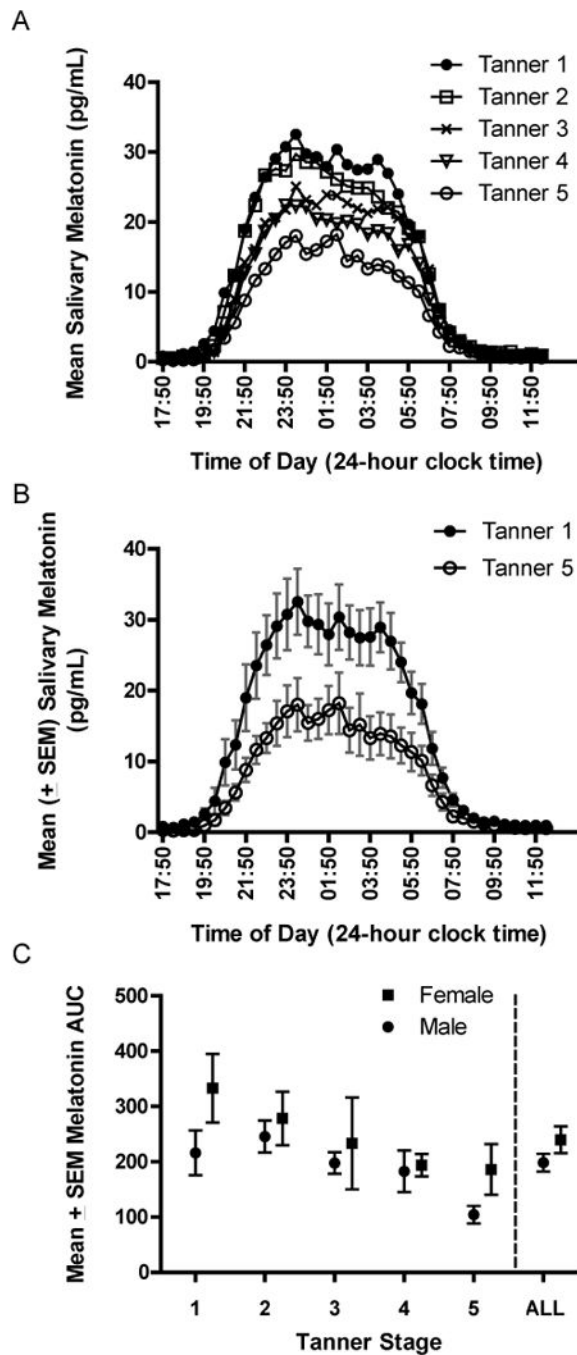 A
Mean Salivary Melatonin (pg/mL)
40
30
20
10
0
Tanner 1
Tanner 2
Tanner 3
Tanner 4
Tanner 5
17:50
19:50
21:50
23:50
01:50
03:50
05:50
07:50
09:50
11:50
Time of Day (24-hour clock time)
B
Mean (± SEM) Salivary Melatonin
(pg/mL)
40
30
20
10
0
Tanner 1
Tanner 5
17:50
19:50
21:50
23:50
01:50
03:50
05:50
07:50
09:50
11:50
Time of Day (24-hour clock time)
C
Mean ± SEM Melatonin AUC
500
400
300
200
100
0
Female
Male
1 2 3 4 5 ALL
Tanner Stage